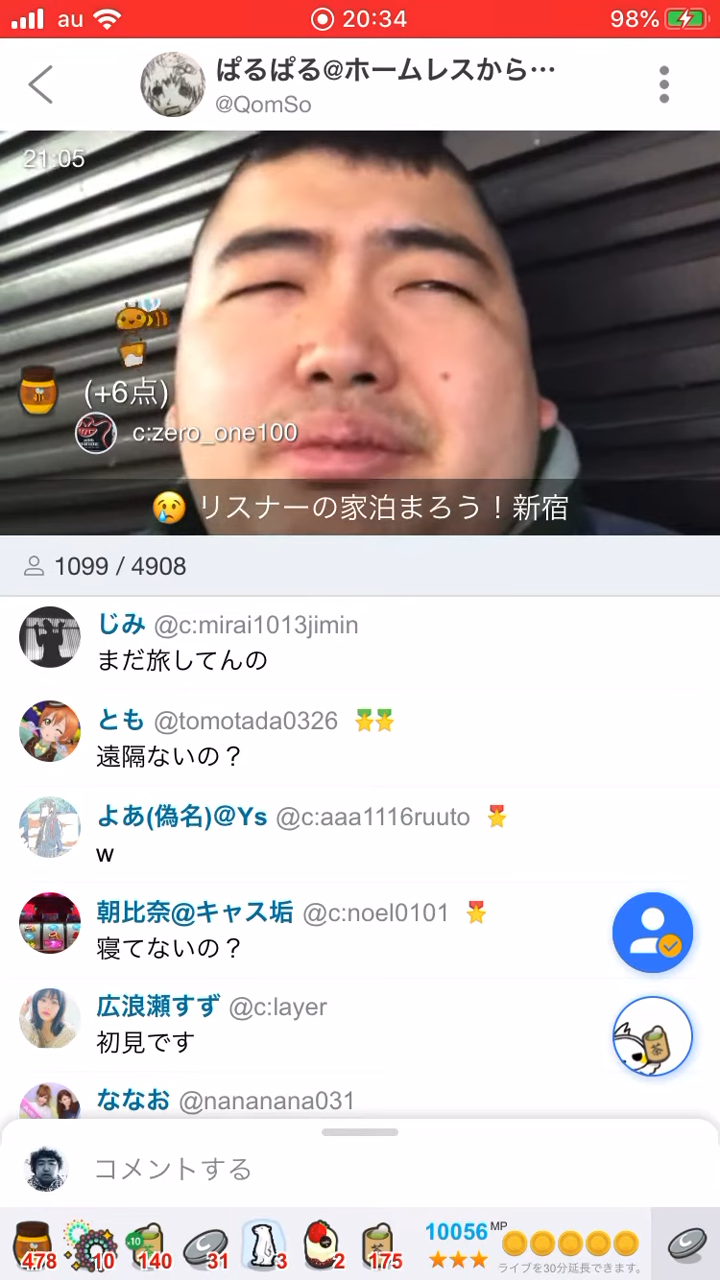 au 20:34 98%
ぱるぱる@ホームレスから…
@QomSo
21:05
(+6点)
c:zero_one100
😢 リスナーの家泊まろう！新宿
1099 / 4908
じみ @c:mirai1013jimin
まだ旅してんの
とも @tomotada0326
遠隔ないの？
よあ(偽名)@Ys @c:aaa1116ruuto
w
朝比奈@キャス垢 @c:noel0101
寝てないの？
広浪瀬すず @c:layer
初見です
ななお @nananana031
茶
コメントする
478 10 ×10 140 31 3 2 175 10056 MP
ライブを30分延長できます。